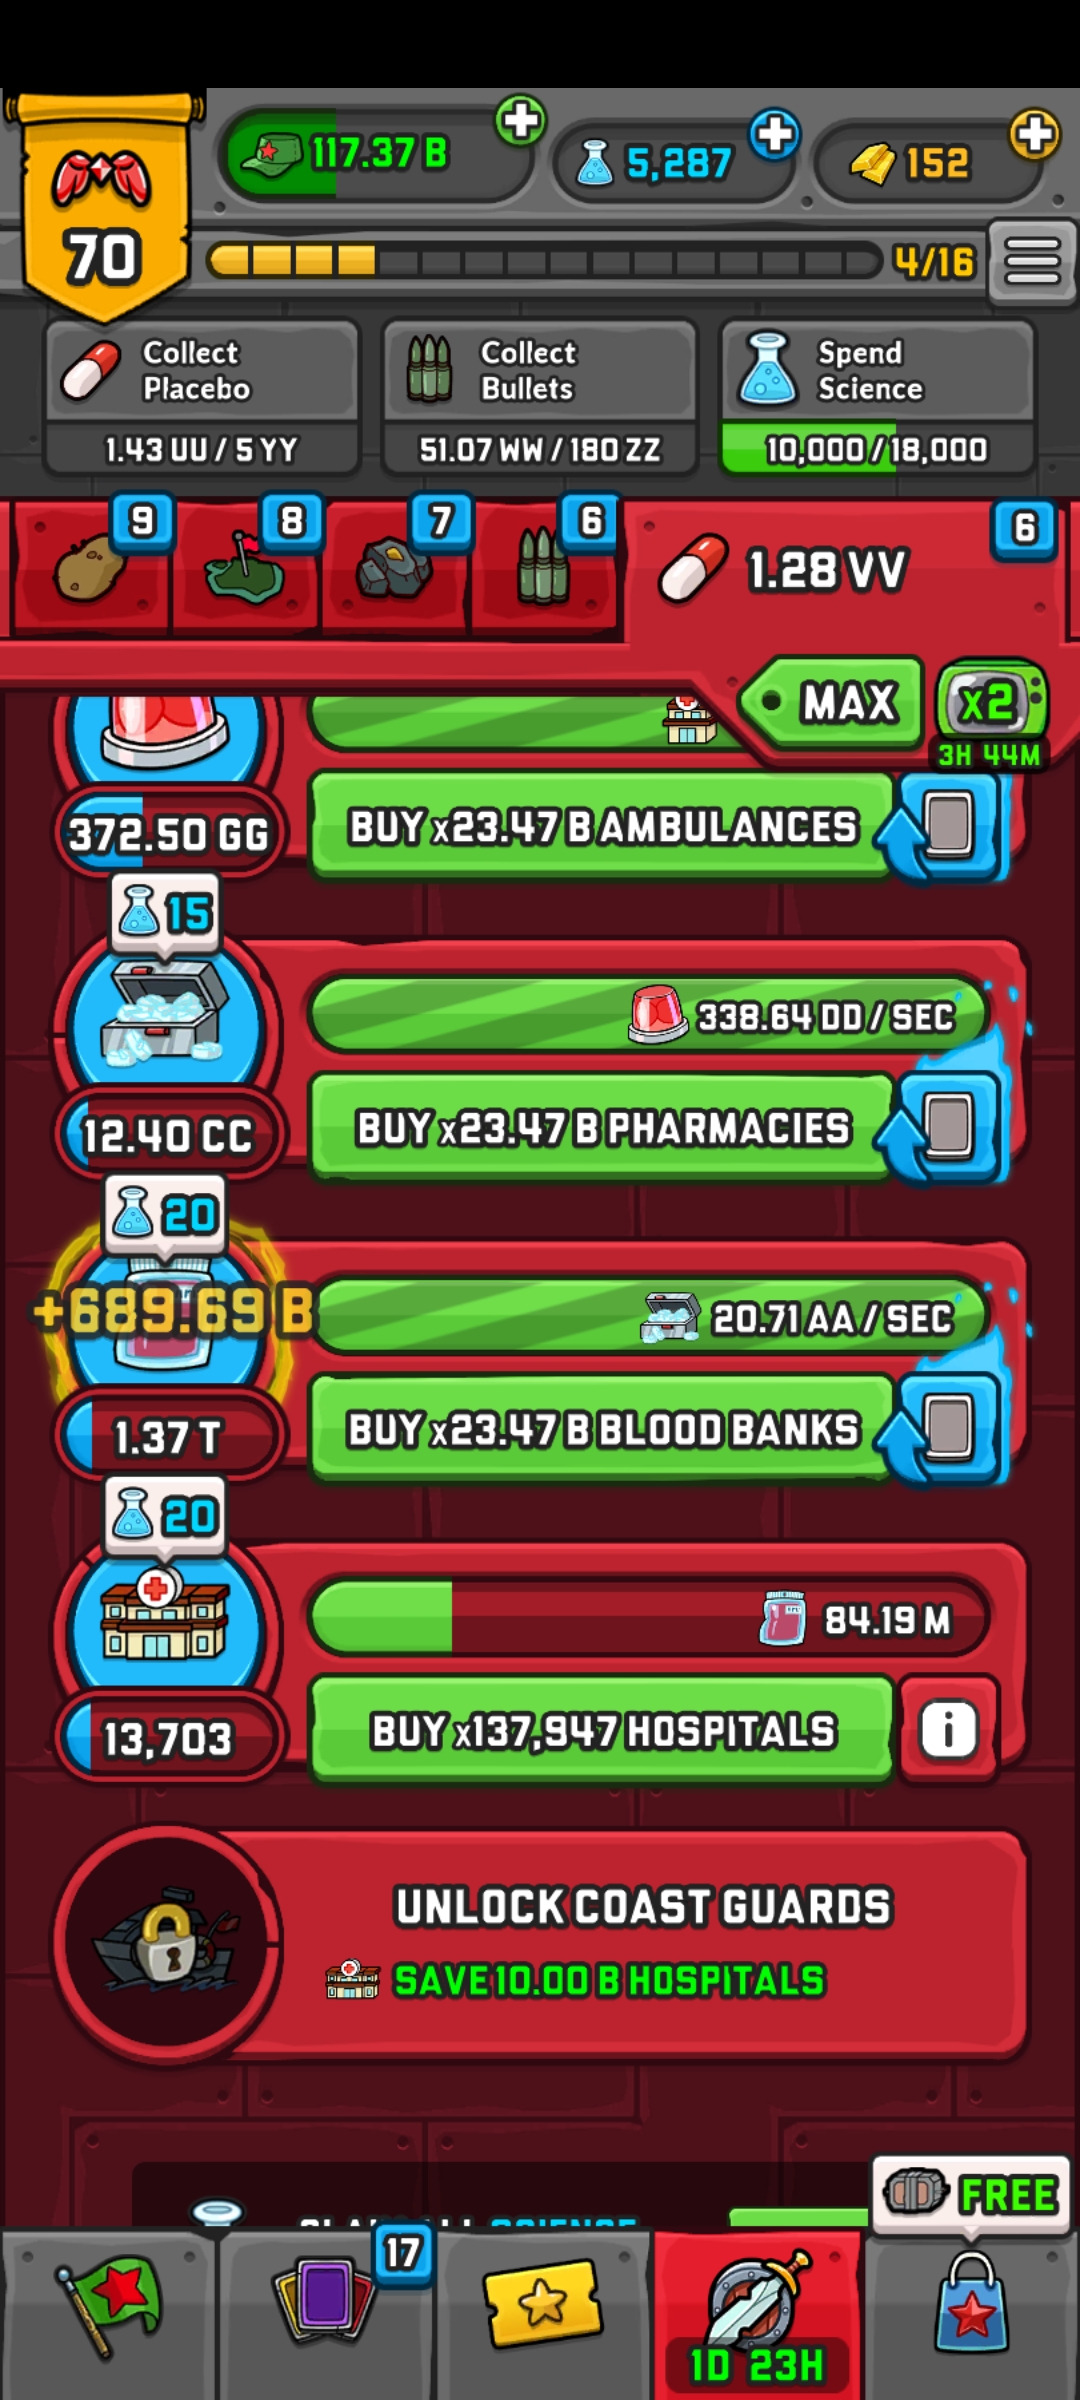 70
117.37 B
5,287
152
4/16
Collect
Placebo
1.43 UU / 5 YY
Collect
Bullets
51.07 WW / 180 ZZ
Spend
Science
10,000 / 18,000
9
8
7
6
1.28 VV
6
MAX
x2
3H 44M
372.50 GG
BUY x23.47 B AMBULANCES
15
338.64 DD / SEC
12.40 CC
BUY x23.47 B PHARMACIES
20
+689.69 B
20.71 AA / SEC
1.37 T
BUY x23.47 B BLOOD BANKS
20
84.19 M
13,703
BUY x137,947 HOSPITALS
i
UNLOCK COAST GUARDS
SAVE 10.00 B HOSPITALS
FREE
17
1D 23H